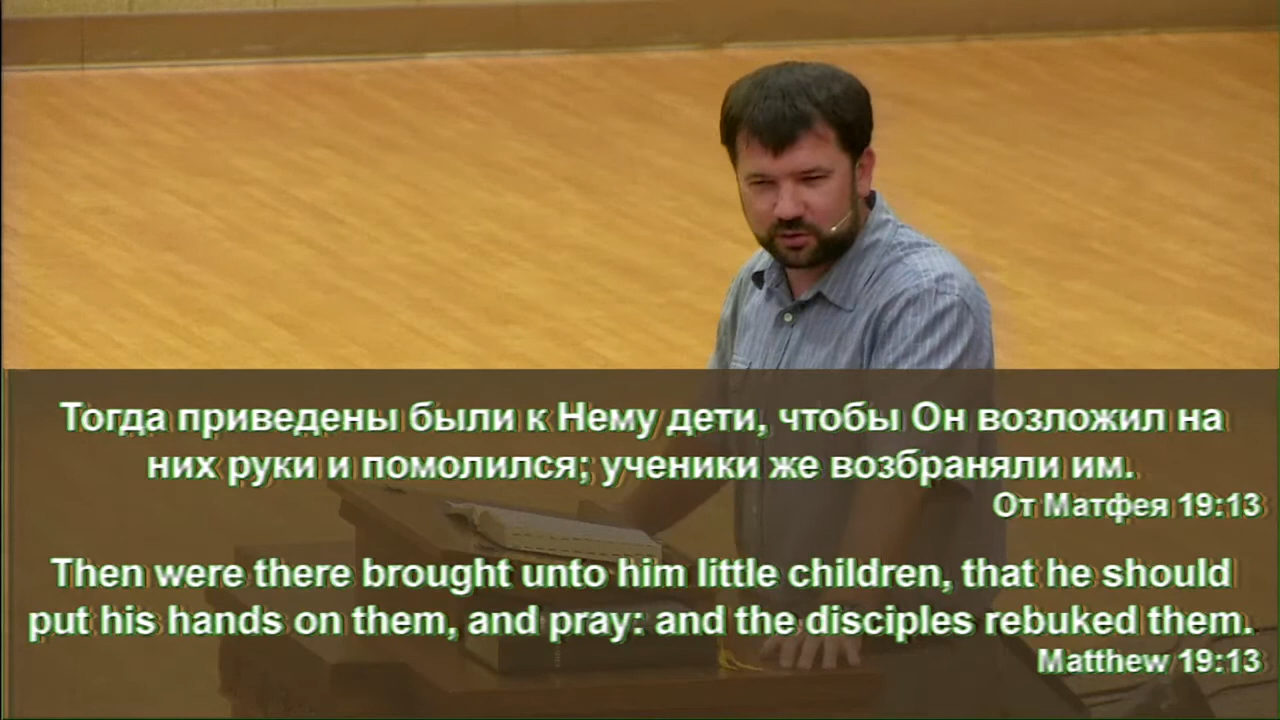 Тогда приведены были к Нему дети, чтобы Он возложил на
них руки и помолился; ученики же возбраняли им.
От Матфея 19:13
Then were there brought unto him little children, that he should
put his hands on them, and pray: and the disciples rebuked them.
Matthew 19:13